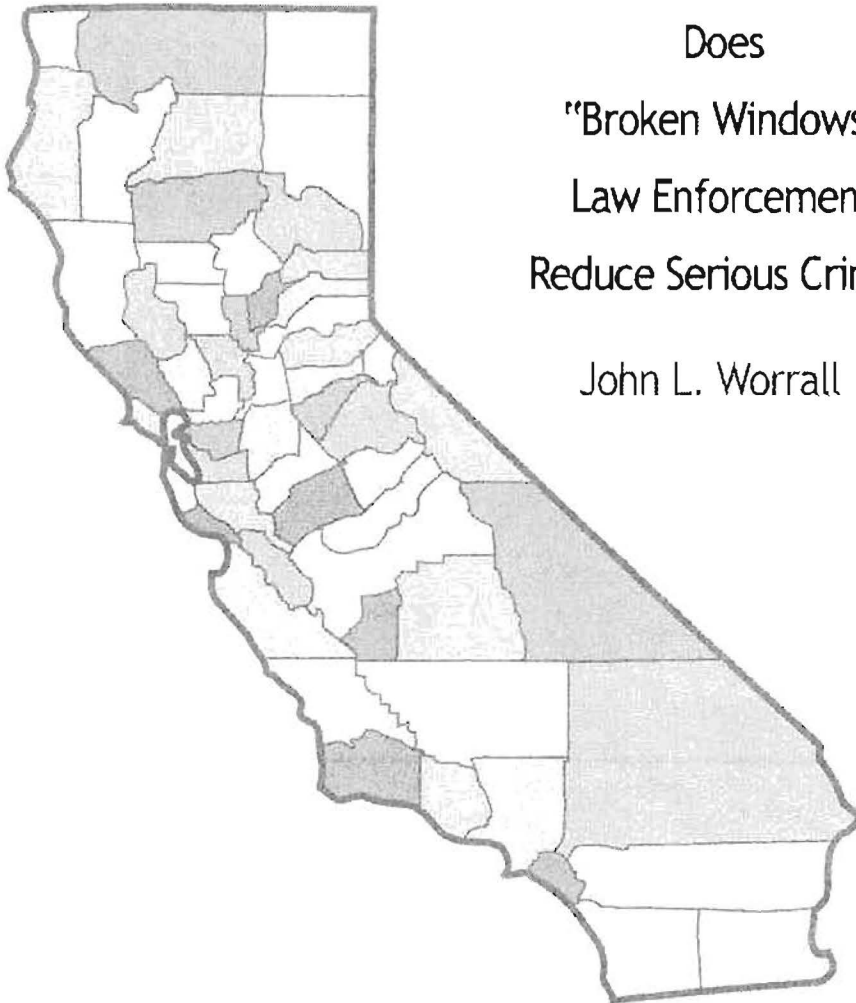 Does
"Broken Windows
Law Enforcemen
Reduce Serious Crin
John L. Worrall